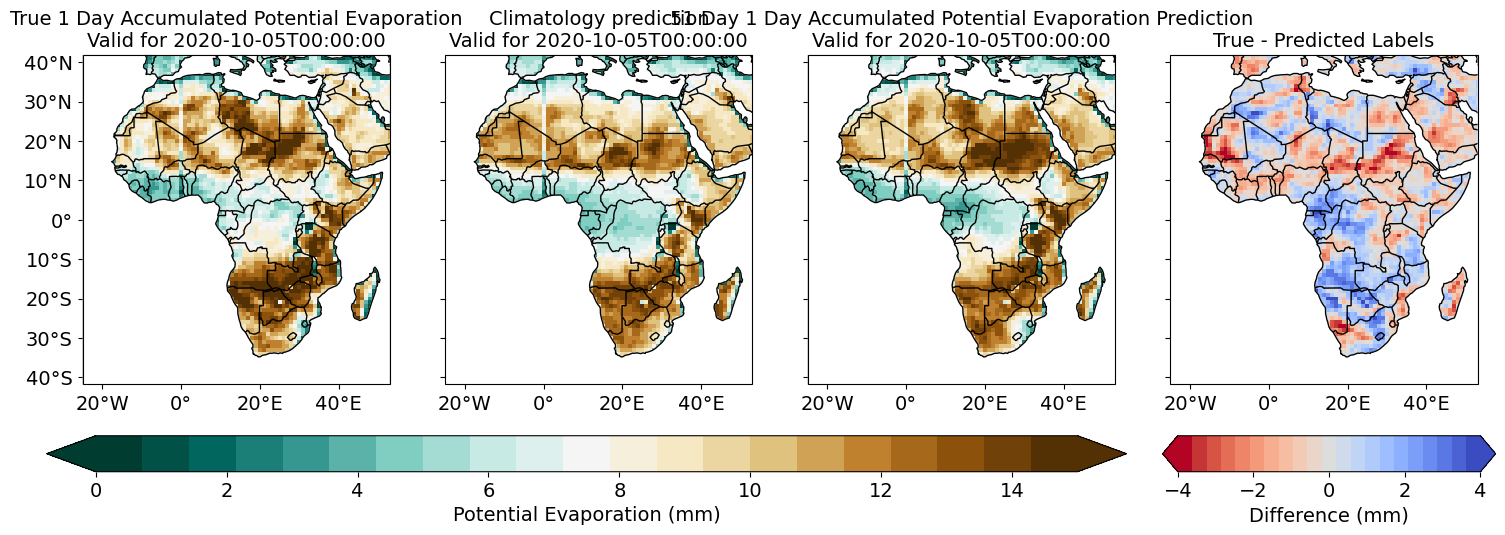 True 1 Day Accumulated Potential Evaporation
Valid for 2020-10-05T00:00:00
Climatology prediction
Valid for 2020-10-05T00:00:00
51 Day 1 Day Accumulated Potential Evaporation Prediction
Valid for 2020-10-05T00:00:00
True - Predicted Labels
40°N
30°N
20°N
10°N
0°
10°S
20°S
30°S
40°S
20°W 0° 20°E 40°E
20°W 0° 20°E 40°E
20°W 0° 20°E 40°E
20°W 0° 20°E 40°E
0 2 4 6 8 10 12 14
Potential Evaporation (mm)
−4 −2 0 2 4
Difference (mm)